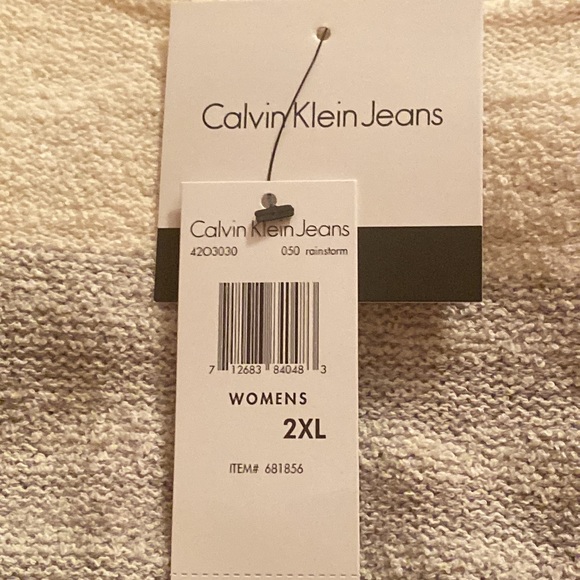 Calvin Klein Jeans
Calvin Klein Jeans
42O3030 050 rainstorm
7 12683 84048 3
WOMENS
2XL
ITEM# 681856